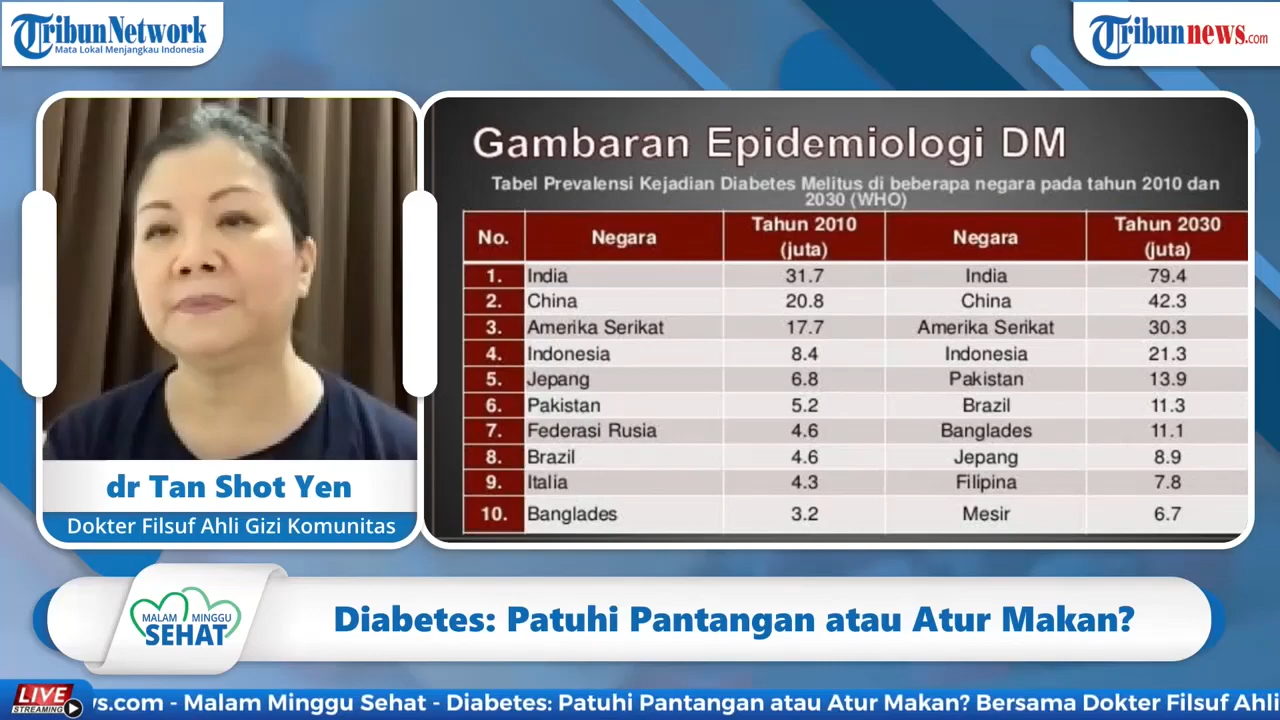 TribunNetwork
Mata Lokal Menjangkau Indonesia
Tribunnews.com
Gambaran Epidemiologi DM
Tabel Prevalensi Kejadian Diabetes Melitus di beberapa negara pada tahun 2010 dan
2030 (WHO)
No. Negara Tahun 2010 (juta) Negara Tahun 2030 (juta)
1. India 31.7 India 79.4
2. China 20.8 China 42.3
3. Amerika Serikat 17.7 Amerika Serikat 30.3
4. Indonesia 8.4 Indonesia 21.3
5. Jepang 6.8 Pakistan 13.9
6. Pakistan 5.2 Brazil 11.3
7. Federasi Rusia 4.6 Banglades 11.1
8. Brazil 4.6 Jepang 8.9
9. Italia 4.3 Filipina 7.8
10. Banglades 3.2 Mesir 6.7
dr Tan Shot Yen
Dokter Filsuf Ahli Gizi Komunitas
MALAM MINGGU
SEHAT
Diabetes: Patuhi Pantangan atau Atur Makan?
LIVE
STREAMING
vs.com - Malam Minggu Sehat - Diabetes: Patuhi Pantangan atau Atur Makan? Bersama Dokter Filsuf Ahli